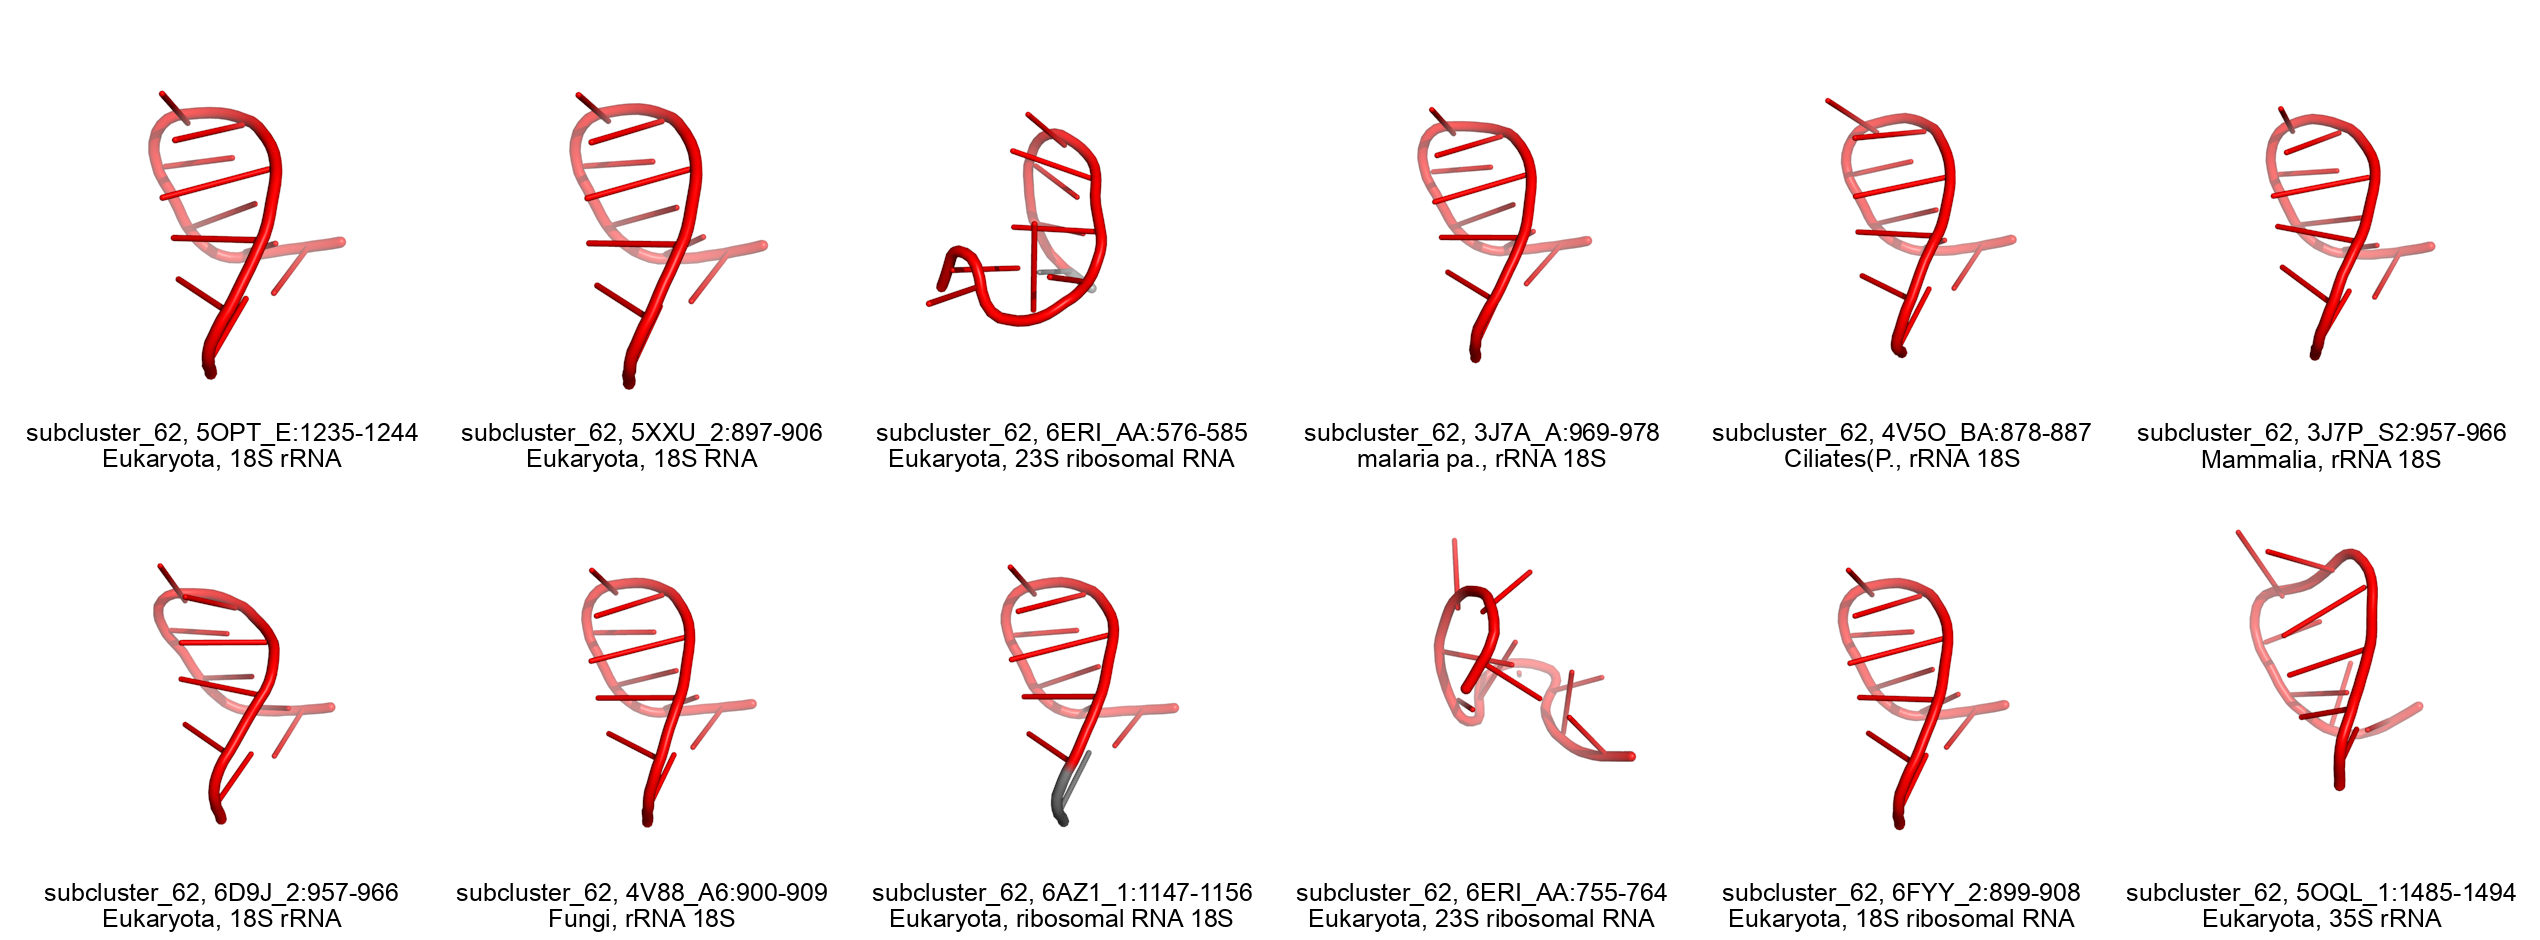 subcluster_62, 5OPT_E:1235-1244
Eukaryota, 18S rRNA
subcluster_62, 5XXU_2:897-906
Eukaryota, 18S RNA
subcluster_62, 6ERI_AA:576-585
Eukaryota, 23S ribosomal RNA
subcluster_62, 3J7A_A:969-978
malaria pa., rRNA 18S
subcluster_62, 4V5O_BA:878-887
Ciliates(P., rRNA 18S
subcluster_62, 3J7P_S2:957-966
Mammalia, rRNA 18S
subcluster_62, 6D9J_2:957-966
Eukaryota, 18S rRNA
subcluster_62, 4V88_A6:900-909
Fungi, rRNA 18S
subcluster_62, 6AZ1_1:1147-1156
Eukaryota, ribosomal RNA 18S
subcluster_62, 6ERI_AA:755-764
Eukaryota, 23S ribosomal RNA
subcluster_62, 6FYY_2:899-908
Eukaryota, 18S ribosomal RNA
subcluster_62, 5OQL_1:1485-1494
Eukaryota, 35S rRNA